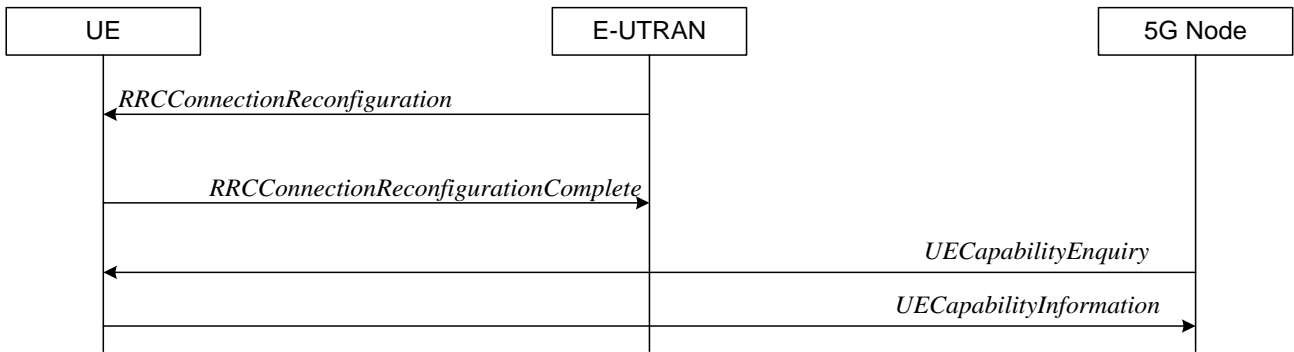 UE
E-UTRAN
5G Node
RRCConnectionReconfiguration
RRCConnectionReconfigurationComplete
UECapabilityEnquiry
UECapabilityInformation